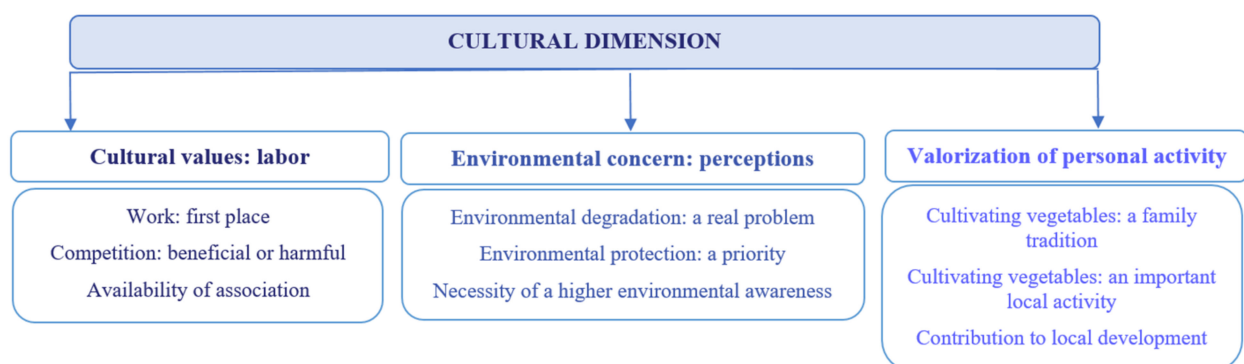 CULTURAL DIMENSION
Cultural values: labor
Work: first place
Competition: beneficial or harmful
Availability of association
Environmental concern: perceptions
Environmental degradation: a real problem
Environmental protection: a priority
Necessity of a higher environmental awareness
Valorization of personal activity
Cultivating vegetables: a family
tradition
Cultivating vegetables: an important
local activity
Contribution to local development